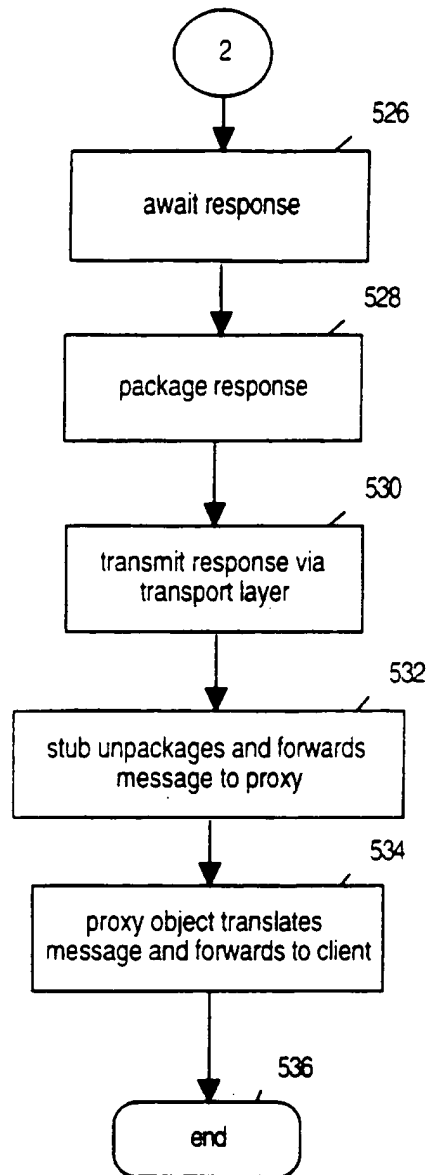 2
526
await response
528
package response
530
transmit response via
transport layer
532
stub unpackages and forwards
message to proxy
534
proxy object translates
message and forwards to client
536
end